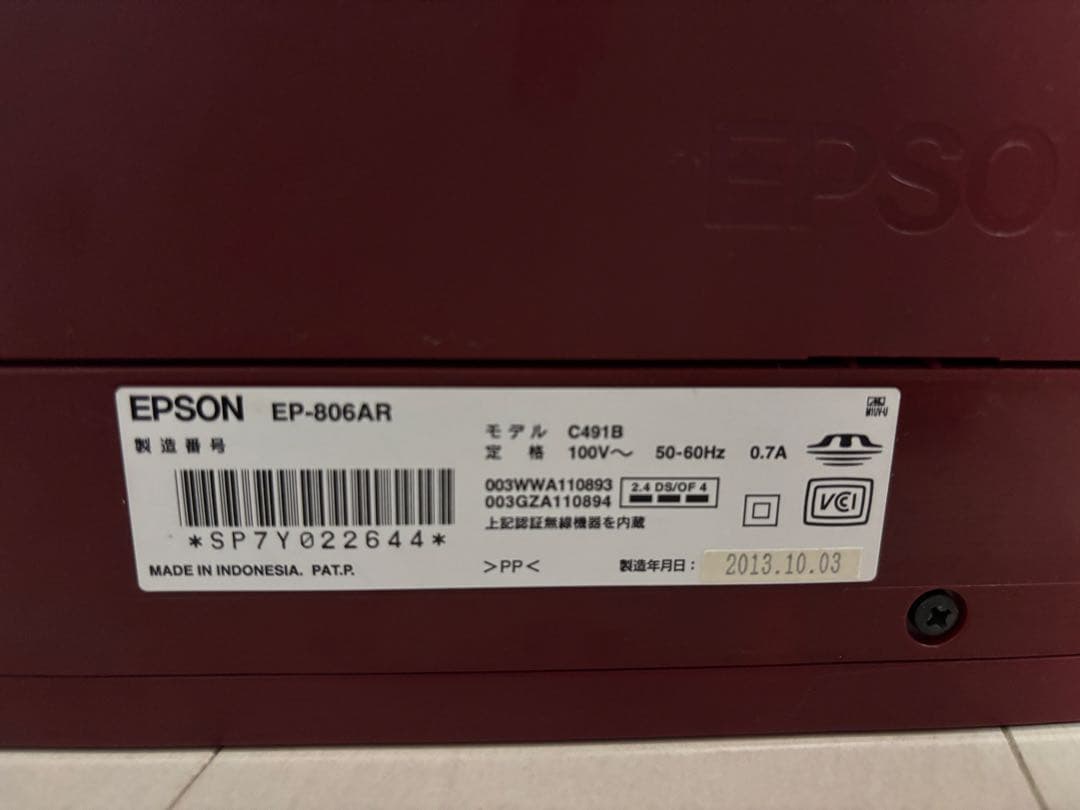 EPSO
EPSON EP-806AR
製造番号
*SP7Y022644*
MADE IN INDONESIA. PAT.P.
モデル C491B
定格 100V～ 50-60Hz 0.7A
003WWA110893
003GZA110894
2.4 DS/OF 4
上記認証無線機器を内蔵
>PP<
製造年月日：2013.10.03
VCI